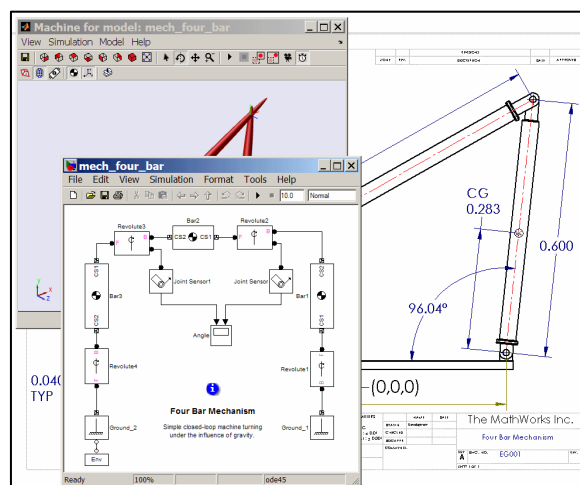 Machine for model: mech_four_bar
View Simulation Model Help
mech_four_bar
File Edit View Simulation Format Tools Help
10.0 Normal
Revolute3
Bar2
Revolute2
B
F
CS2 CS1
B
F
CS1
CS2
Bar3
Joint Sensor1
Joint Sensor
CS2
CS1
Bar1
Angle
Revolute4
Revolute1
Ground_2
Ground_1
Env
Four Bar Mechanism
Simple closed-loop machine turning
under the influence of gravity.
Ready 100% ode45
CG
0.283
0.600
96.04°
(0,0,0)
0.040
TYP
The MathWorks Inc.
Four Bar Mechanism
A
EG001